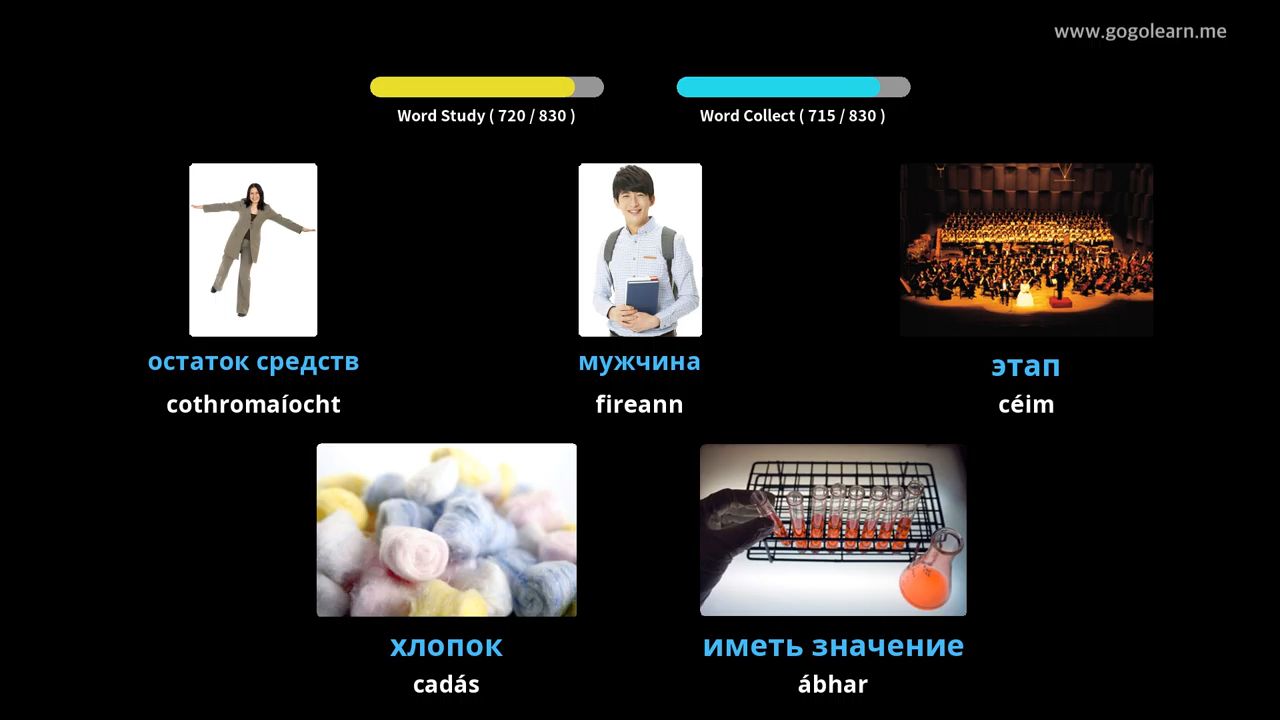 www.gogolearn.me
Word Study ( 720 / 830 )
Word Collect ( 715 / 830 )
остаток средств
cothromaíocht
мужчина
fireann
этап
céim
хлопок
cadás
иметь значение
ábhar